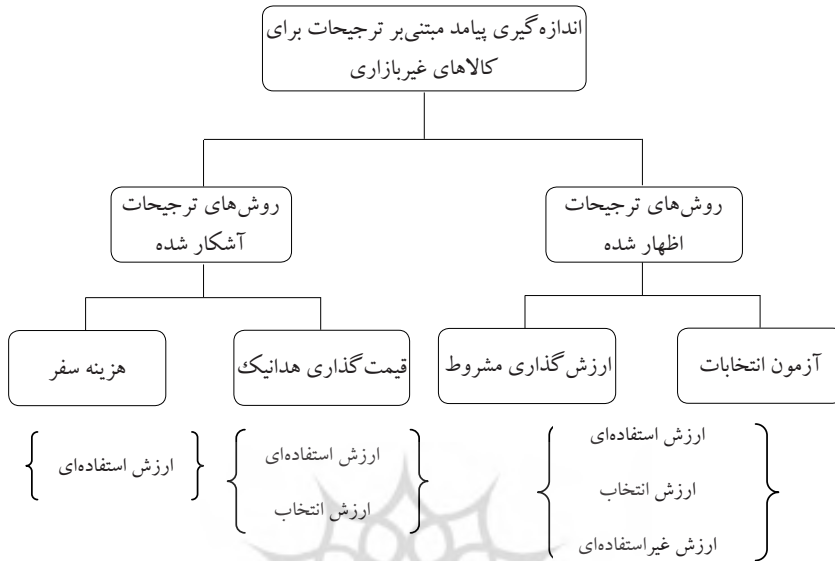 اندازه‌گیری پیامد مبتنی‌بر ترجیحات برای
کالاهای غیربازاری
روش‌های ترجیحات
اظهار شده
روش‌های ترجیحات
آشکار شده
آزمون انتخابات
ارزش‌گذاری مشروط
قیمت‌گذاری هدانیک
هزینه سفر
ارزش استفاده‌ای
ارزش انتخاب
ارزش غیراستفاده‌ای
ارزش استفاده‌ای
ارزش انتخاب
ارزش استفاده‌ای